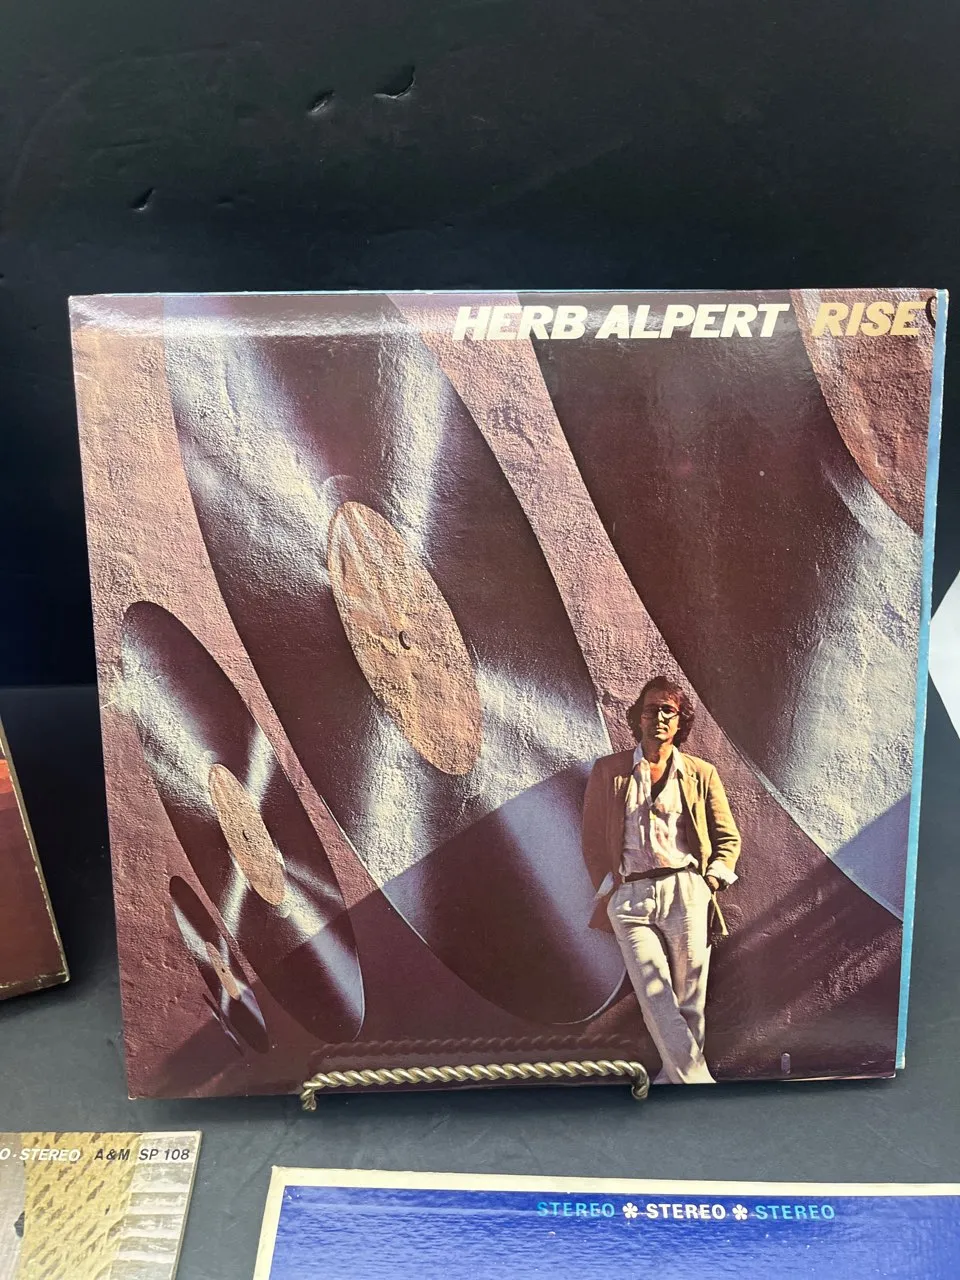 HERB ALPERT RISE
O-STEREO A&M SP 108
STEREO * STEREO * STEREO